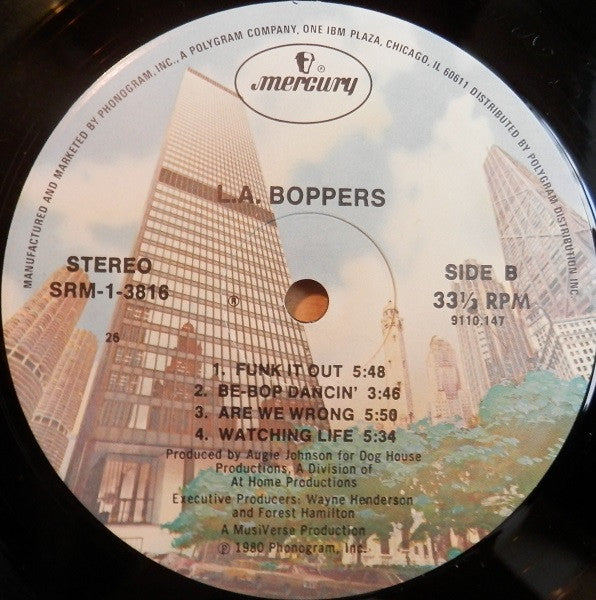 MANUFACTURED AND MARKETED BY PHONOGRAM, INC., A POLYGRAM COMPANY, ONE IBM PLAZA, CHICAGO, IL 60611 DISTRIBUTED BY POLYGRAM DISTRIBUTION, INC.
®
mercury
L.A. BOPPERS
STEREO
SRM-1-3816
®
SIDE B
33⅓ RPM
9110.147
26
1. FUNK IT OUT 5:48
2. BE-BOP DANCIN' 3:46
3. ARE WE WRONG 5:50
4. WATCHING LIFE 5:34
Produced by Augie Johnson for Dog House
Productions, A Division of
At Home Productions
Executive Producers: Wayne Henderson
and Forest Hamilton
A MusiVerse Production
℗ 1980 Phonogram, Inc.